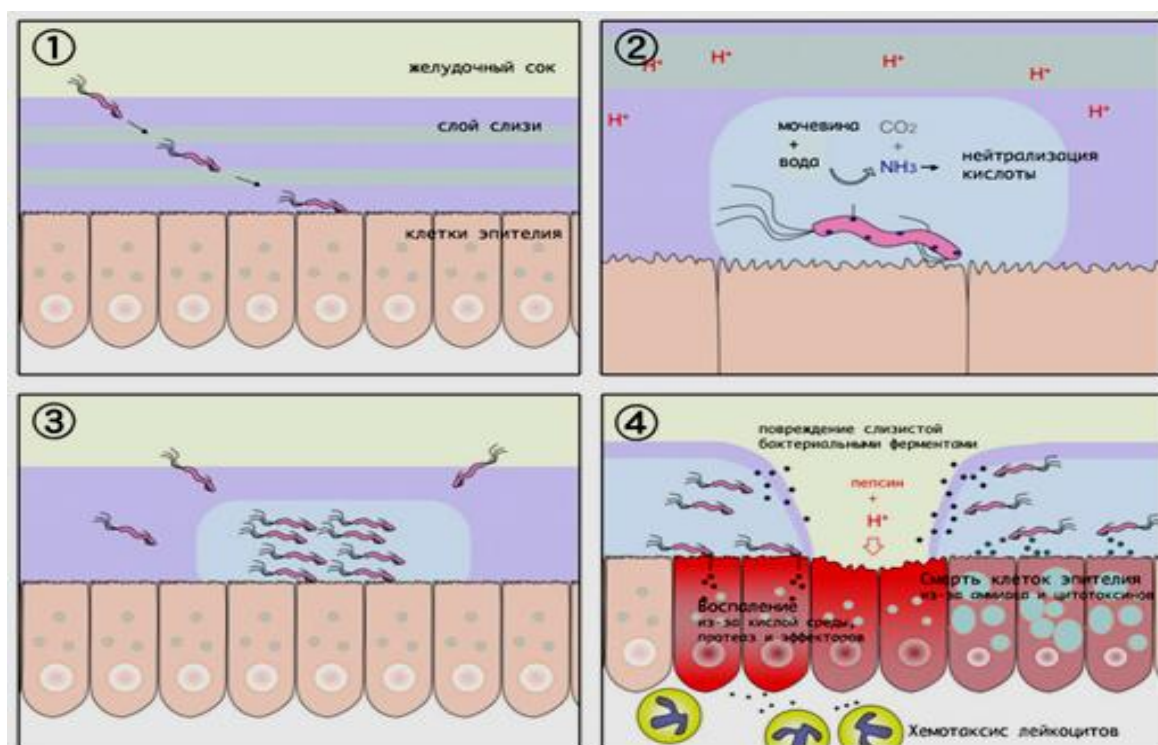 ①
желудочный сок
слой слизи
клетки эпителия
②
H⁺ H⁺ H⁺ H⁺
H⁺ H⁺
мочевина CO₂
+ +
вода NH₃ → нейтрализация
кислоты
③
④
повреждение слизистой
бактериальными ферментами
пепсин
+
H⁺
Смерть клеток эпителия
из-за аммиака и цитотоксинов
Воспаление
из-за кислой среды,
протеаз и эффекторов
Хемотаксис лейкоцитов